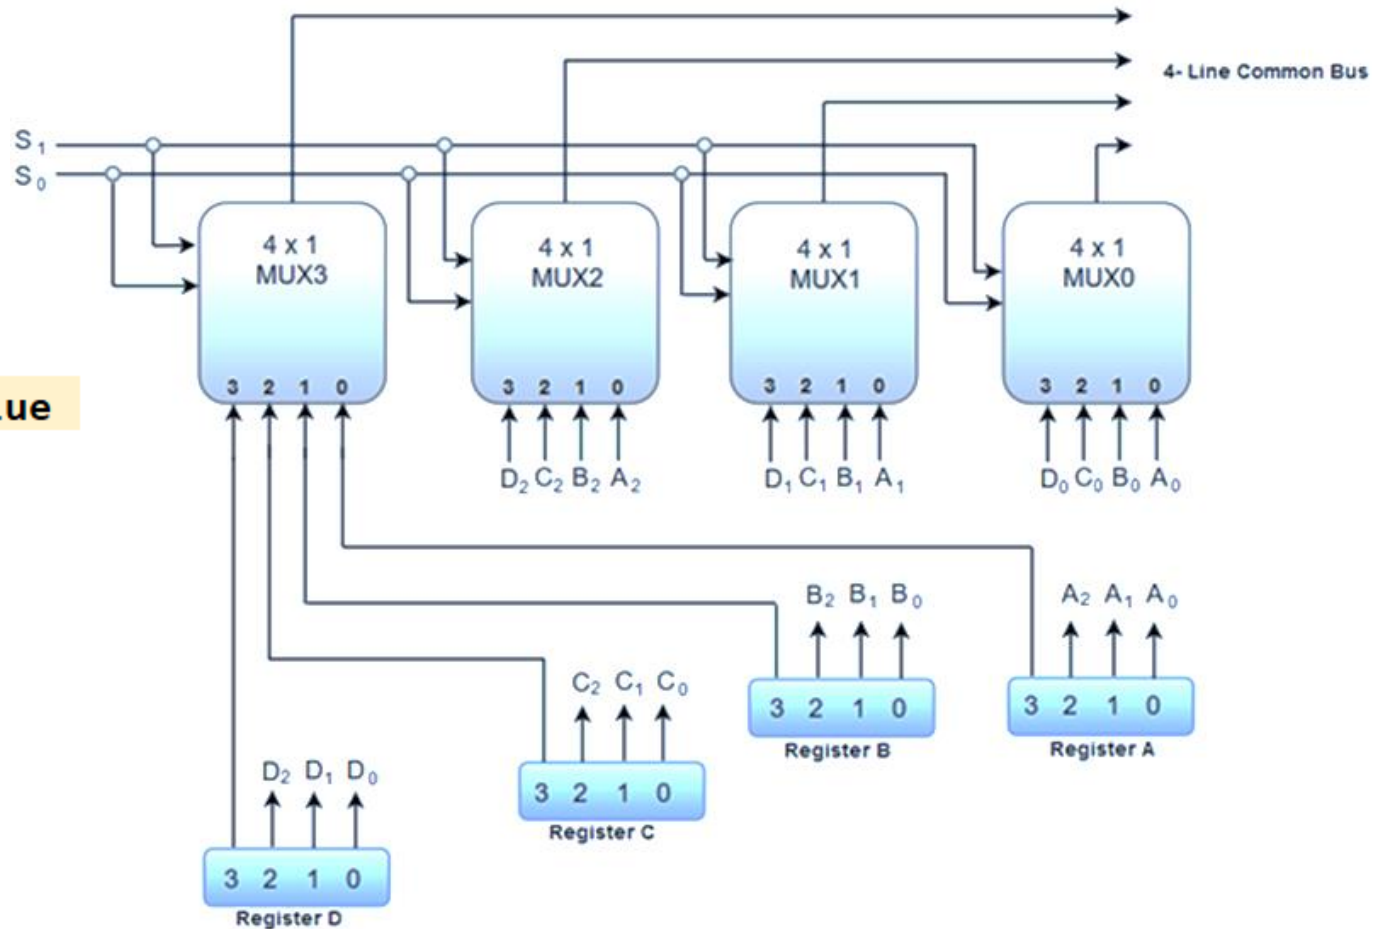 4- Line Common Bus
S1
S0
4 x 1
MUX3
4 x 1
MUX2
4 x 1
MUX1
4 x 1
MUX0
3 2 1 0
3 2 1 0
3 2 1 0
3 2 1 0
D2 C2 B2 A2
D1 C1 B1 A1
D0 C0 B0 A0
B2 B1 B0
3 2 1 0
Register B
A2 A1 A0
3 2 1 0
Register A
C2 C1 C0
3 2 1 0
Register C
D2 D1 D0
3 2 1 0
Register D